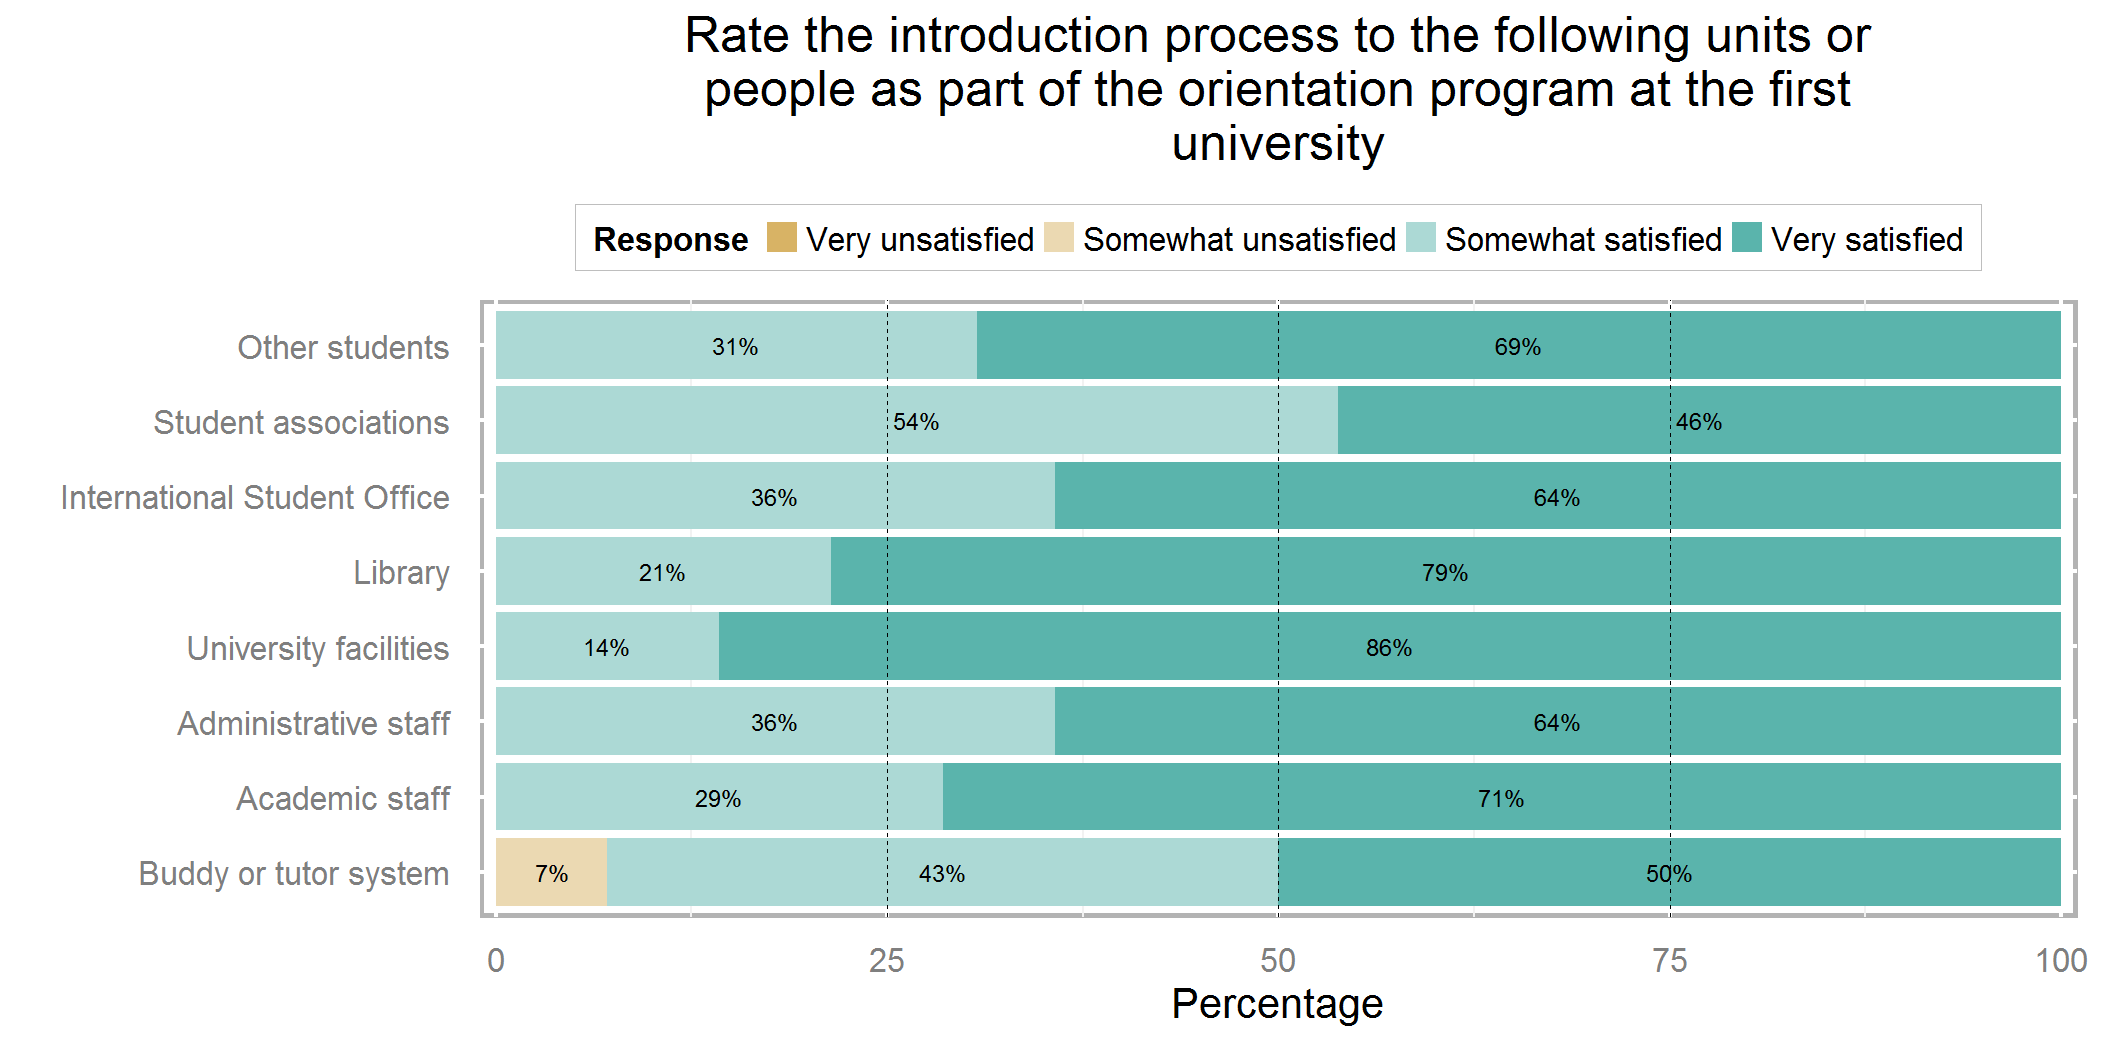 Rate the introduction process to the following units or
people as part of the orientation program at the first
university
Response Very unsatisfied Somewhat unsatisfied Somewhat satisfied Very satisfied
Other students 31% 69%
Student associations 54% 46%
International Student Office 36% 64%
Library 21% 79%
University facilities 14% 86%
Administrative staff 36% 64%
Academic staff 29% 71%
Buddy or tutor system 7% 43% 50%
0 25 50 75 100
Percentage